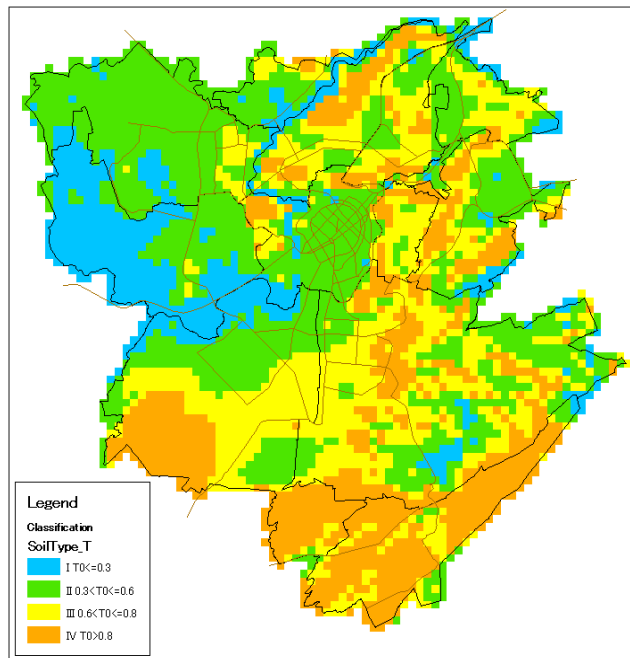 Legend
Classification
SoilType_T
I T0<=0.3
II 0.3<T0<=0.6
III 0.6<T0<=0.8
IV T0>0.8